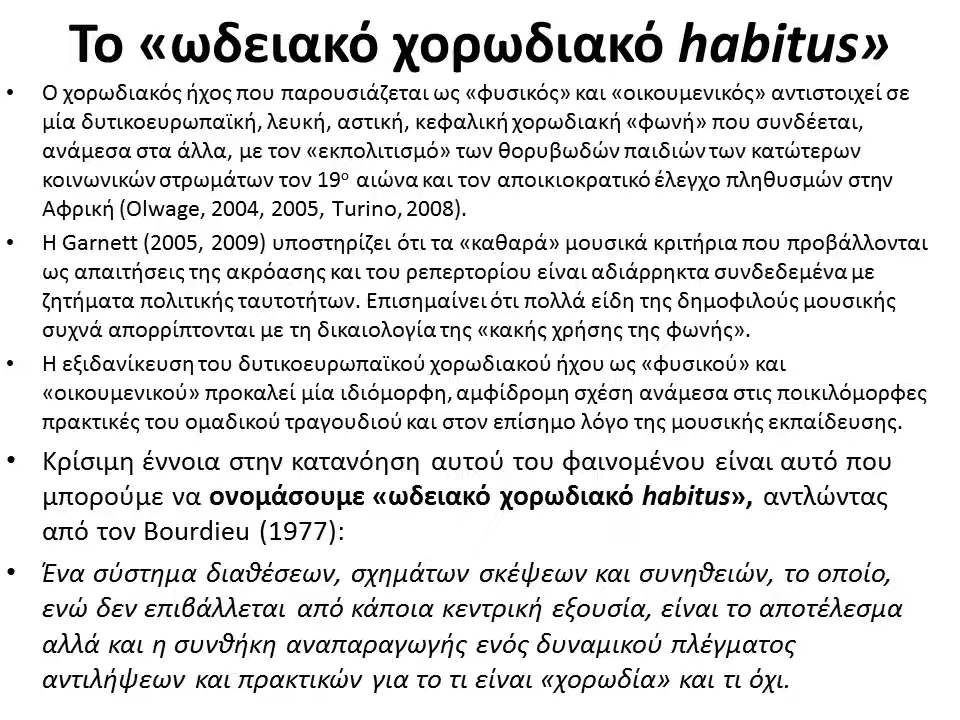 Το «ωδειακό χορωδιακό habitus»
• Ο χορωδιακός ήχος που παρουσιάζεται ως «φυσικός» και «οικουμενικός» αντιστοιχεί σε
μία δυτικοευρωπαϊκή, λευκή, αστική, κεφαλική χορωδιακή «φωνή» που συνδέεται,
ανάμεσα στα άλλα, με τον «εκπολιτισμό» των θορυβωδών παιδιών των κατώτερων
κοινωνικών στρωμάτων τον 19ο αιώνα και τον αποικιοκρατικό έλεγχο πληθυσμών στην
Αφρική (Olwage, 2004, 2005, Turino, 2008).
• Η Garnett (2005, 2009) υποστηρίζει ότι τα «καθαρά» μουσικά κριτήρια που προβάλλονται
ως απαιτήσεις της ακρόασης και του ρεπερτορίου είναι αδιάρρηκτα συνδεδεμένα με
ζητήματα πολιτικής ταυτοτήτων. Επισημαίνει ότι πολλά είδη της δημοφιλούς μουσικής
συχνά απορρίπτονται με τη δικαιολογία της «κακής χρήσης της φωνής».
• Η εξιδανίκευση του δυτικοευρωπαϊκού χορωδιακού ήχου ως «φυσικού» και
«οικουμενικού» προκαλεί μία ιδιόμορφη, αμφίδρομη σχέση ανάμεσα στις ποικιλόμορφες
πρακτικές του ομαδικού τραγουδιού και στον επίσημο λόγο της μουσικής εκπαίδευσης.
• Κρίσιμη έννοια στην κατανόηση αυτού του φαινομένου είναι αυτό που
μπορούμε να ονομάσουμε «ωδειακό χορωδιακό habitus», αντλώντας
από τον Bourdieu (1977):
• Ένα σύστημα διαθέσεων, σχημάτων σκέψεων και συνηθειών, το οποίο,
ενώ δεν επιβάλλεται από κάποια κεντρική εξουσία, είναι το αποτέλεσμα
αλλά και η συνθήκη αναπαραγωγής ενός δυναμικού πλέγματος
αντιλήψεων και πρακτικών για το τι είναι «χορωδία» και τι όχι.